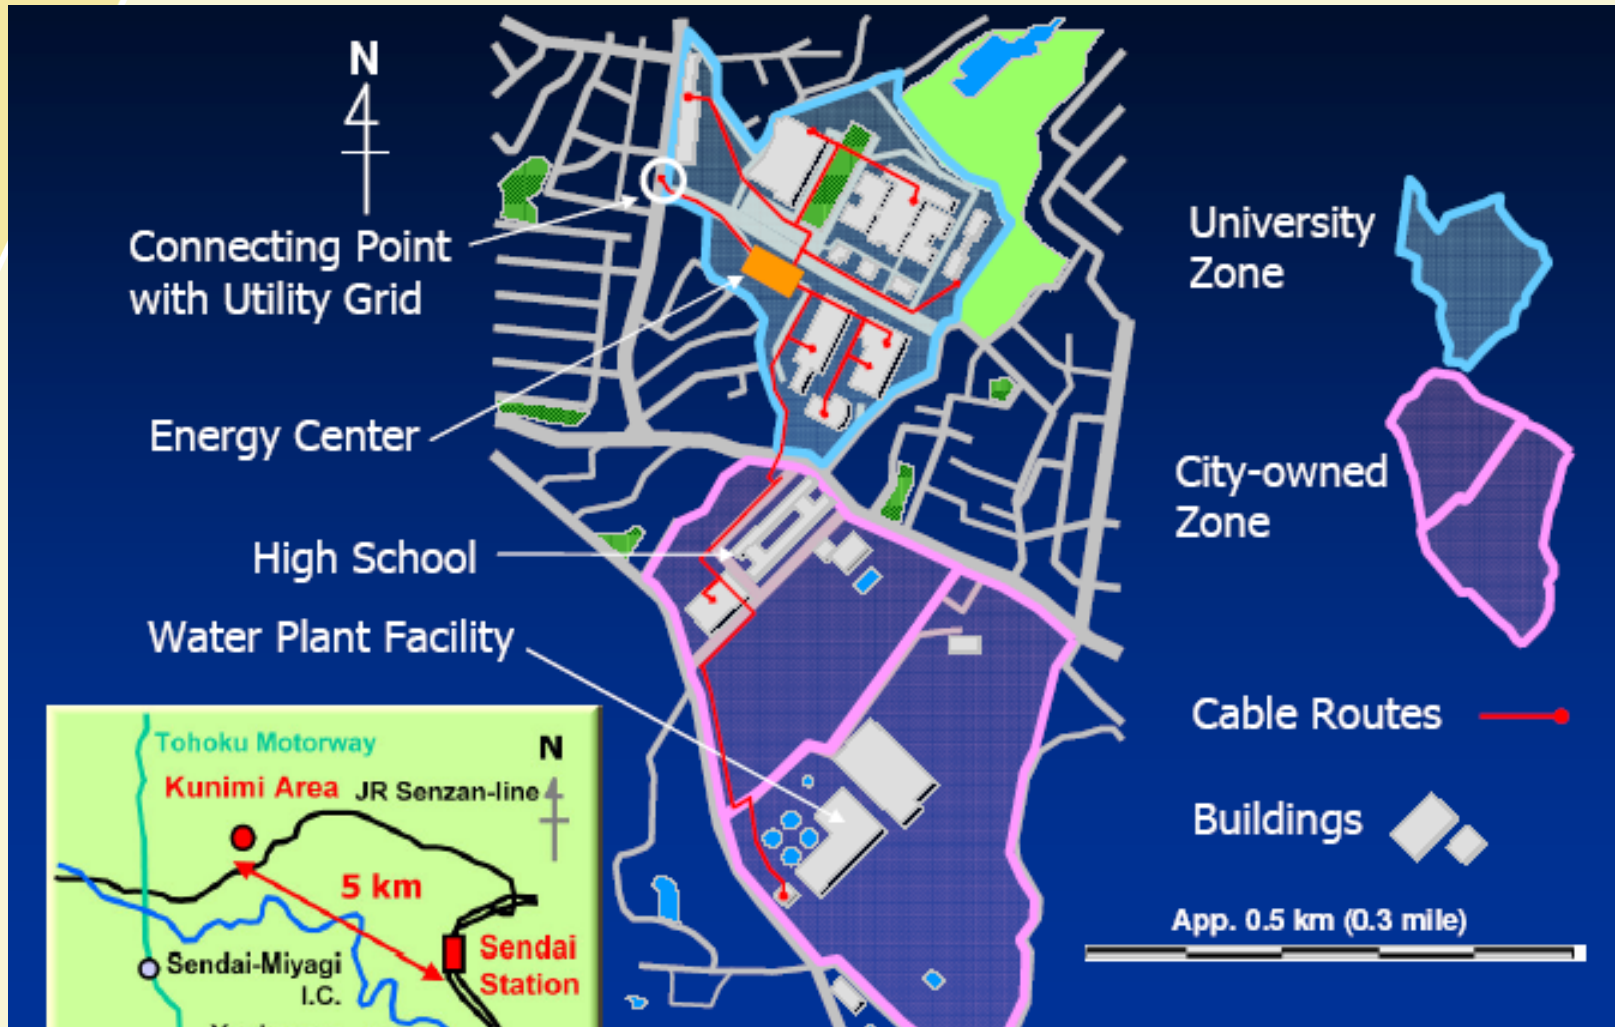 N
Connecting Point
with Utility Grid
Energy Center
High School
Water Plant Facility
University
Zone
City-owned
Zone
Cable Routes
Buildings
App. 0.5 km (0.3 mile)
Tohoku Motorway
N
Kunimi Area
JR Senzan-line
5 km
Sendai
Station
Sendai-Miyagi
I.C.